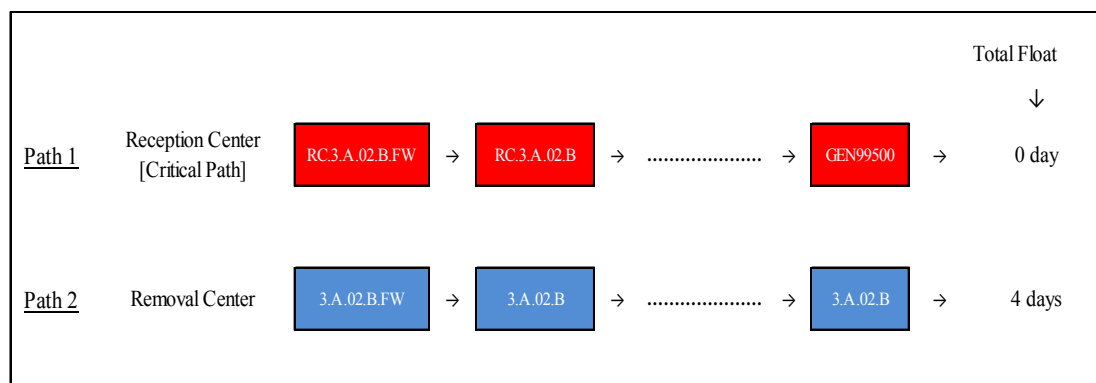 Total Float
↓
Path 1 Reception Center [Critical Path] RC.3.A.02.B.FW → RC.3.A.02.B → ........................ → GEN99500 → 0 day
Path 2 Removal Center 3.A.02.B.FW → 3.A.02.B → ........................ → 3.A.02.B → 4 days